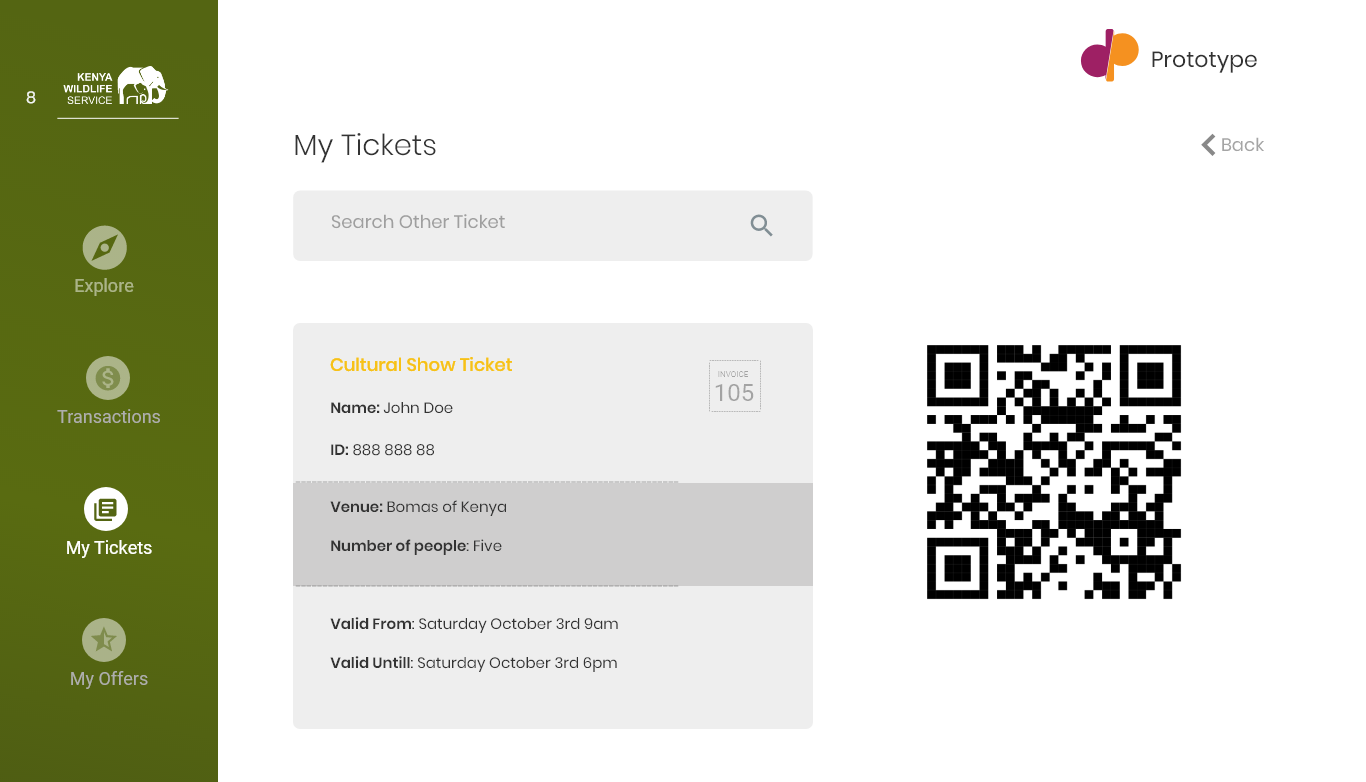 8
KENYA
WILDLIFE
SERVICE
Explore
Transactions
My Tickets
My Offers
Prototype
My Tickets
Back
Search Other Ticket
Cultural Show Ticket
INVOICE
105
Name: John Doe
ID: 888 888 88
Venue: Bomas of Kenya
Number of people: Five
Valid From: Saturday October 3rd 9am
Valid Untill: Saturday October 3rd 6pm